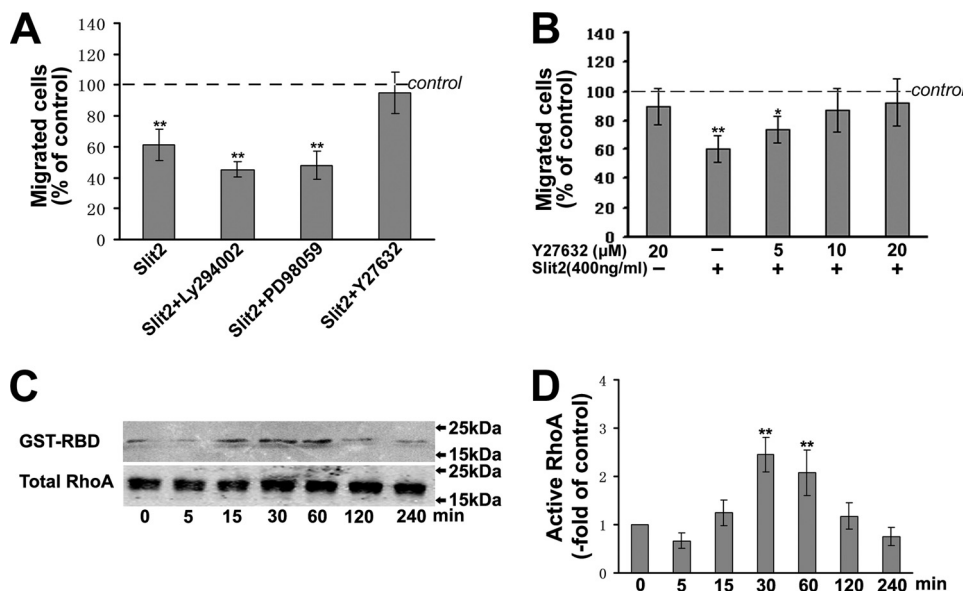 A
Migrated cells
(% of control)
140
120
100
80
60
40
20
0
control
**
**
**
Slit2
Slit2+Ly294002
Slit2+PD98059
Slit2+Y27632
B
Migrated cells
(% of control)
140
120
100
80
60
40
20
0
control
**
*
Y27632 (μM) 20 – 5 10 20
Slit2(400ng/ml) – + + + +
C
GST-RBD
25kDa
15kDa
Total RhoA
25kDa
15kDa
0 5 15 30 60 120 240 min
D
Active RhoA
(-fold of control)
4
3
2
1
0
**
**
0 5 15 30 60 120 240 min